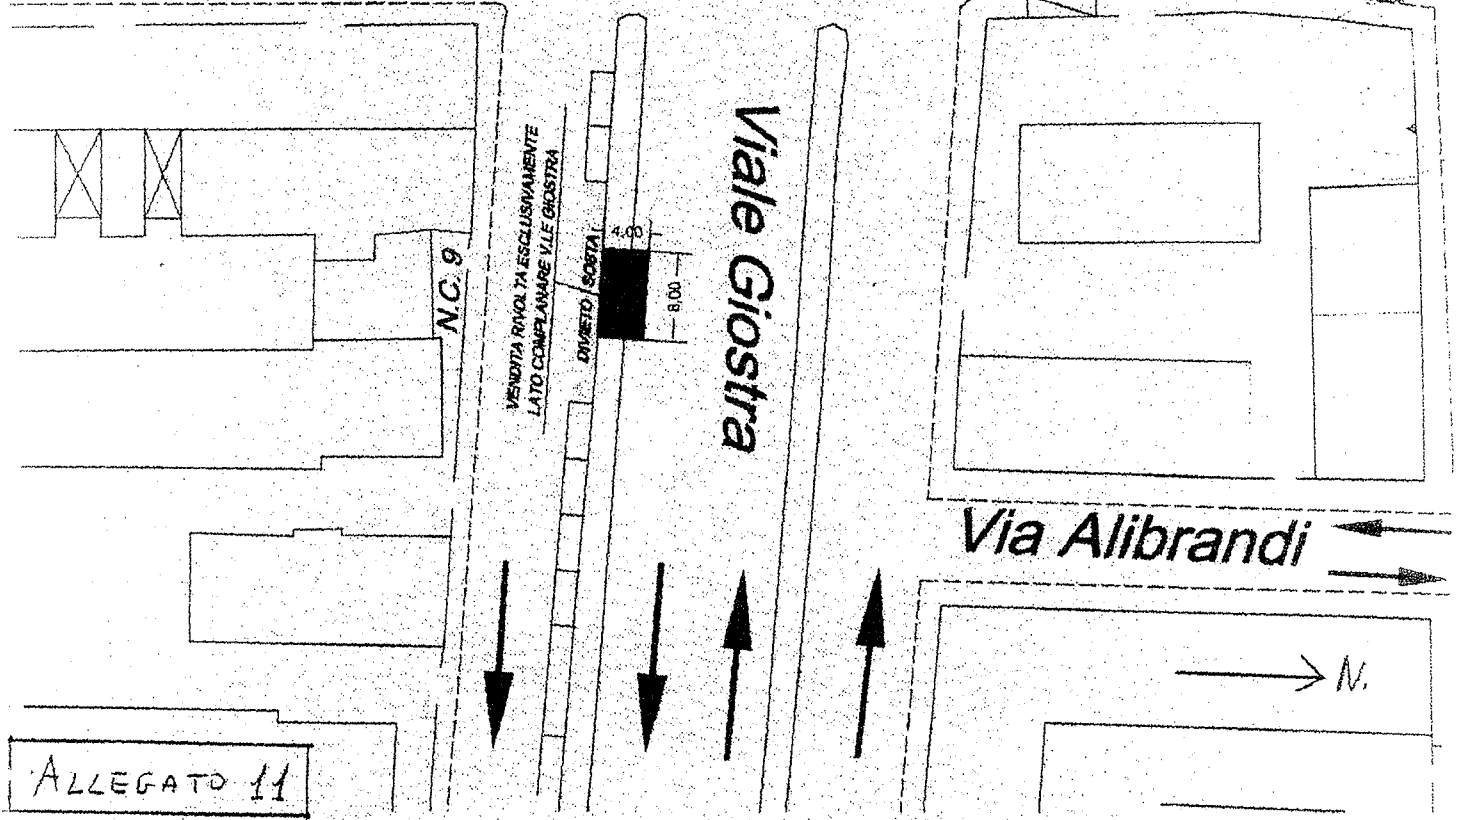 Viale Giostra
VENDITA RIVOLTA ESCLUSIVAMENTE
LATO COMPLANARE V.LE GIOSTRA
DIVIETO SOSTA
4,00
8,00
N.C. 9
Via Alibrandi
N.
ALLEGATO 11